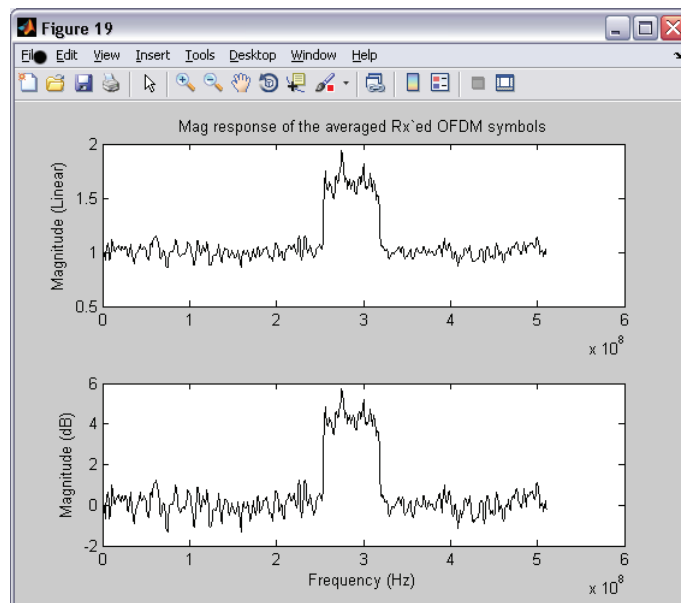 Figure 19
File Edit View Insert Tools Desktop Window Help
Mag response of the averaged Rx`ed OFDM symbols
Magnitude (Linear)
2
1.5
1
0.5
0 1 2 3 4 5 6
x 10^8
Magnitude (dB)
6
4
2
0
-2
0 1 2 3 4 5 6
Frequency (Hz)
x 10^8